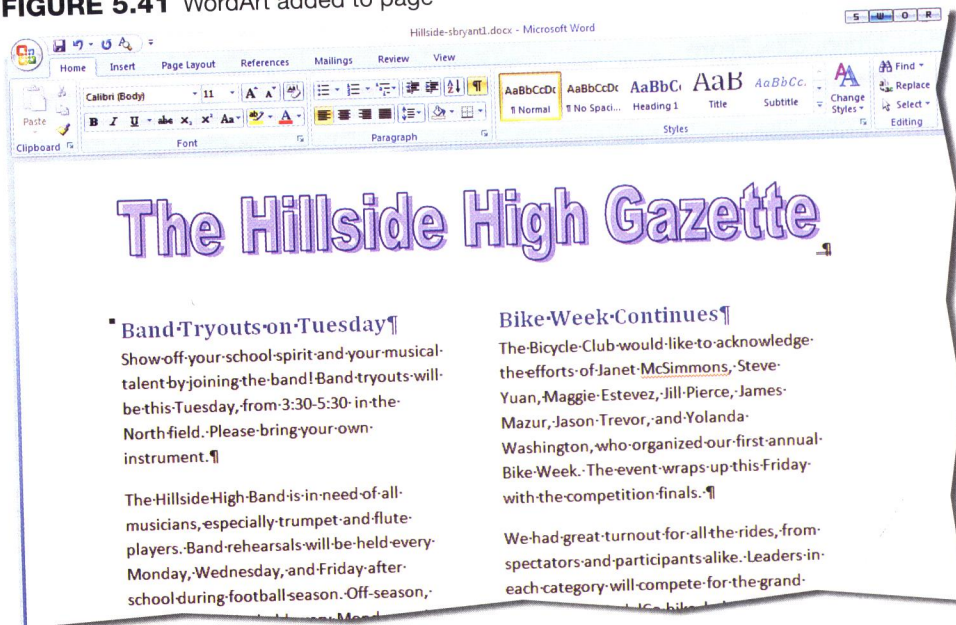 FIGURE 5.41 WordArt added to page
S W O R
Hillside-sbryant1.docx - Microsoft Word
Home Insert Page Layout References Mailings Review View
Paste
Clipboard
Calibri (Body) 11
B I U abc X₂ X² Aa
Font
Paragraph
AaBbCcDc AaBbCcDc AaBbC AaB AaBbCc.
¶ Normal ¶ No Spaci... Heading 1 Title Subtitle
Change Styles
Styles
Find
Replace
Select
Editing
The Hillside High Gazette
¶
Band·Tryouts·on·Tuesday¶
Show·off·your·school·spirit·and·your·musical·
talent·by·joining·the·band!·Band·tryouts·will·
be·this·Tuesday,·from·3:30-5:30·in·the·
North·field.·Please·bring·your·own·
instrument.¶
The·Hillside·High·Band·is·in·need·of·all·
musicians,·especially·trumpet·and·flute·
players.·Band·rehearsals·will·be·held·every·
Monday,·Wednesday,·and·Friday·after·
school·during·football·season.·Off-season,·
Bike·Week·Continues¶
The·Bicycle·Club·would·like·to·acknowledge·
the·efforts·of·Janet·McSimmons,·Steve·
Yuan,·Maggie·Estevez,·Jill·Pierce,·James·
Mazur,·Jason·Trevor,·and·Yolanda·
Washington,·who·organized·our·first·annual·
Bike·Week.·The·event·wraps·up·this·Friday·
with·the·competition·finals.·¶
We·had·great·turnout·for·all·the·rides,·from·
spectators·and·participants·alike.·Leaders·in·
each·category·will·compete·for·the·grand·